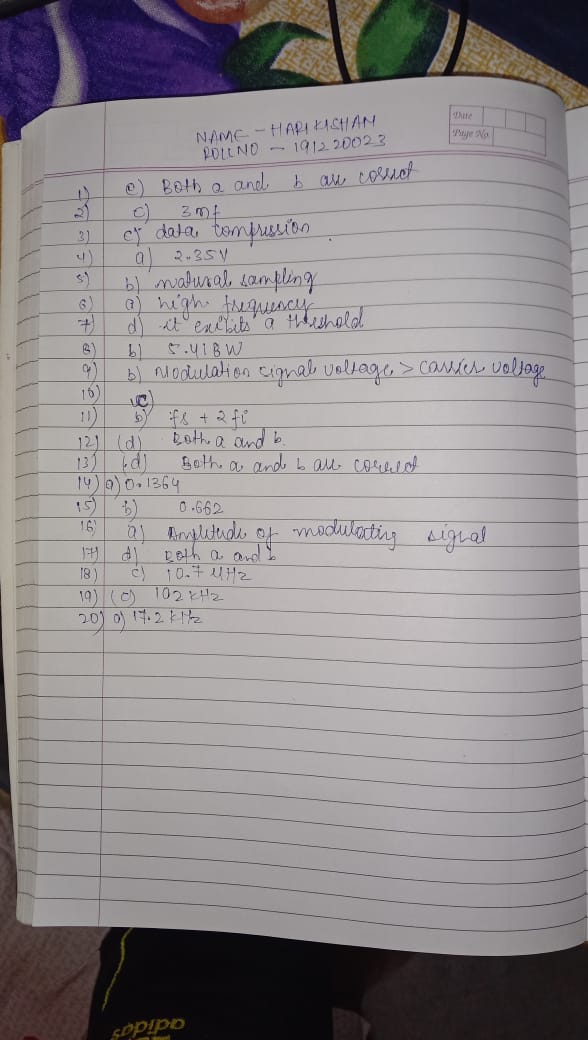 Date
Page No.
NAME - HARI KISHAN
ROLL NO - 191220023
1) e) Both a and b are correct
2) c) 3mf
3) c) data compression
4) a) 2.35V
5) b) natural sampling
6) a) high frequency
7) d) it exibits a threshold
8) b) 5.41BW
9) b) Modulation signal voltage > carrier voltage
10) c)
11) b) fs + 2fi
12) (d) Both a and b.
13) (d) Both a and b are correct
14) a) 0.1364
15) b) 0.662
16) a) Amplitude of modulating signal
17) d) Both a and b
18) c) 10.7 MHz
19) (c) 102 kHz
20) a) 17.2 kHz
adidas